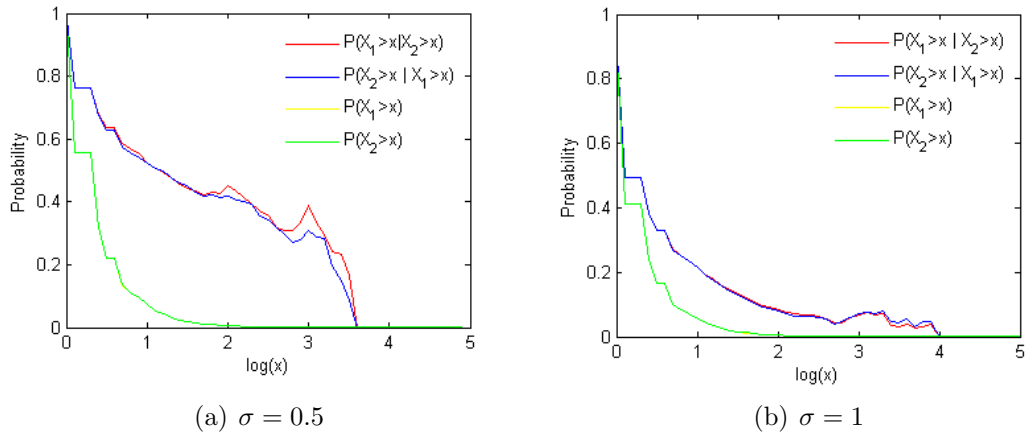 1
0.8
0.6
0.4
0.2
0
Probability
0 1 2 3 4 5
log(x)
P(X₁>x|X₂>x)
P(X₂>x | X₁>x)
P(X₁>x)
P(X₂>x)
(a) σ = 0.5
1
0.8
0.6
0.4
0.2
0
Probability
0 1 2 3 4 5
log(x)
P(X₁>x | X₂>x)
P(X₂>x | X₁>x)
P(X₁>x)
P(X₂>x)
(b) σ = 1